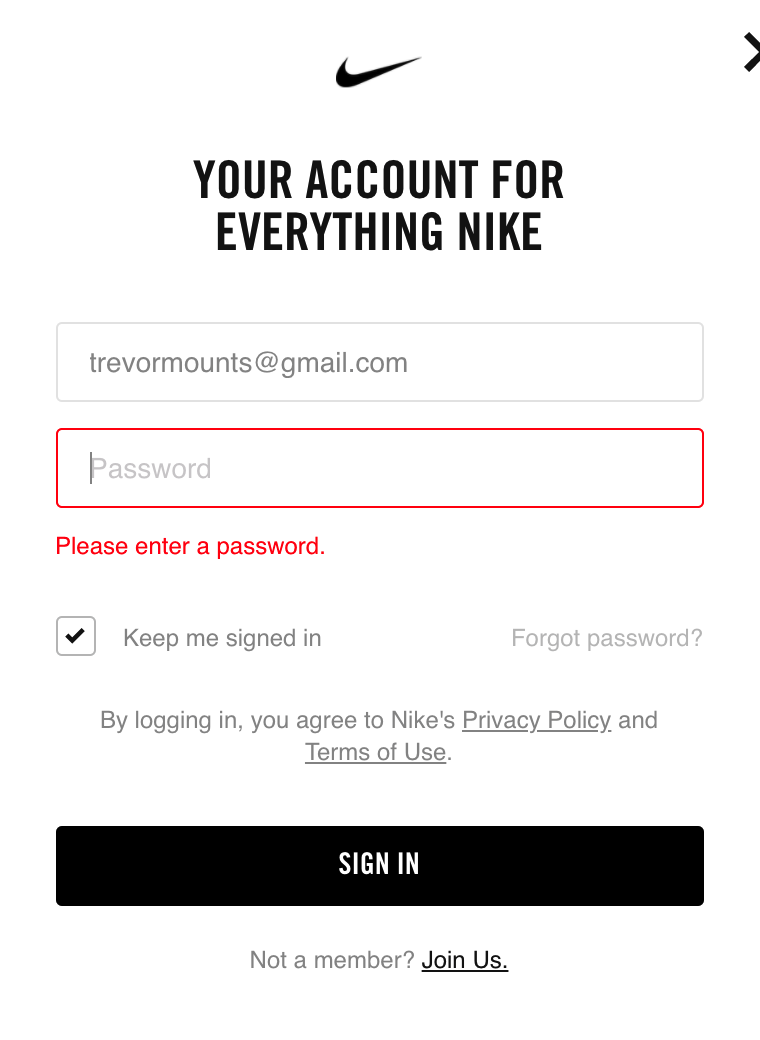 YOUR ACCOUNT FOR
EVERYTHING NIKE
trevormounts@gmail.com
Password
Please enter a password.
Keep me signed in
Forgot password?
By logging in, you agree to Nike's Privacy Policy and
Terms of Use.
SIGN IN
Not a member? Join Us.